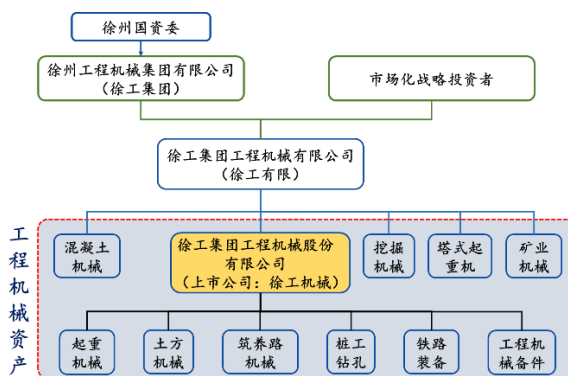 徐州国资委
徐州工程机械集团有限公司
（徐工集团）
市场化战略投资者
徐工集团工程机械有限公司
（徐工有限）
工程机械资产
混凝土
机械
徐工集团工程机械股份
有限公司
（上市公司：徐工机械）
挖掘
机械
塔式起
重机
矿业
机械
起重
机械
土方
机械
筑养路
机械
桩工
钻孔
铁路
装备
工程机
械备件